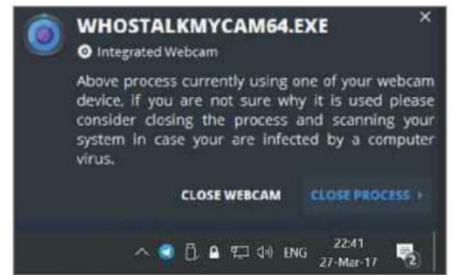 WHOSTALKMYCAM64.EXE
Integrated Webcam
Above process currently using one of your webcam
device, if you are not sure why it is used please
consider closing the process and scanning your
system in case your are infected by a computer
virus.
CLOSE WEBCAM CLOSE PROCESS
ENG 22:41
27-Mar-17 2